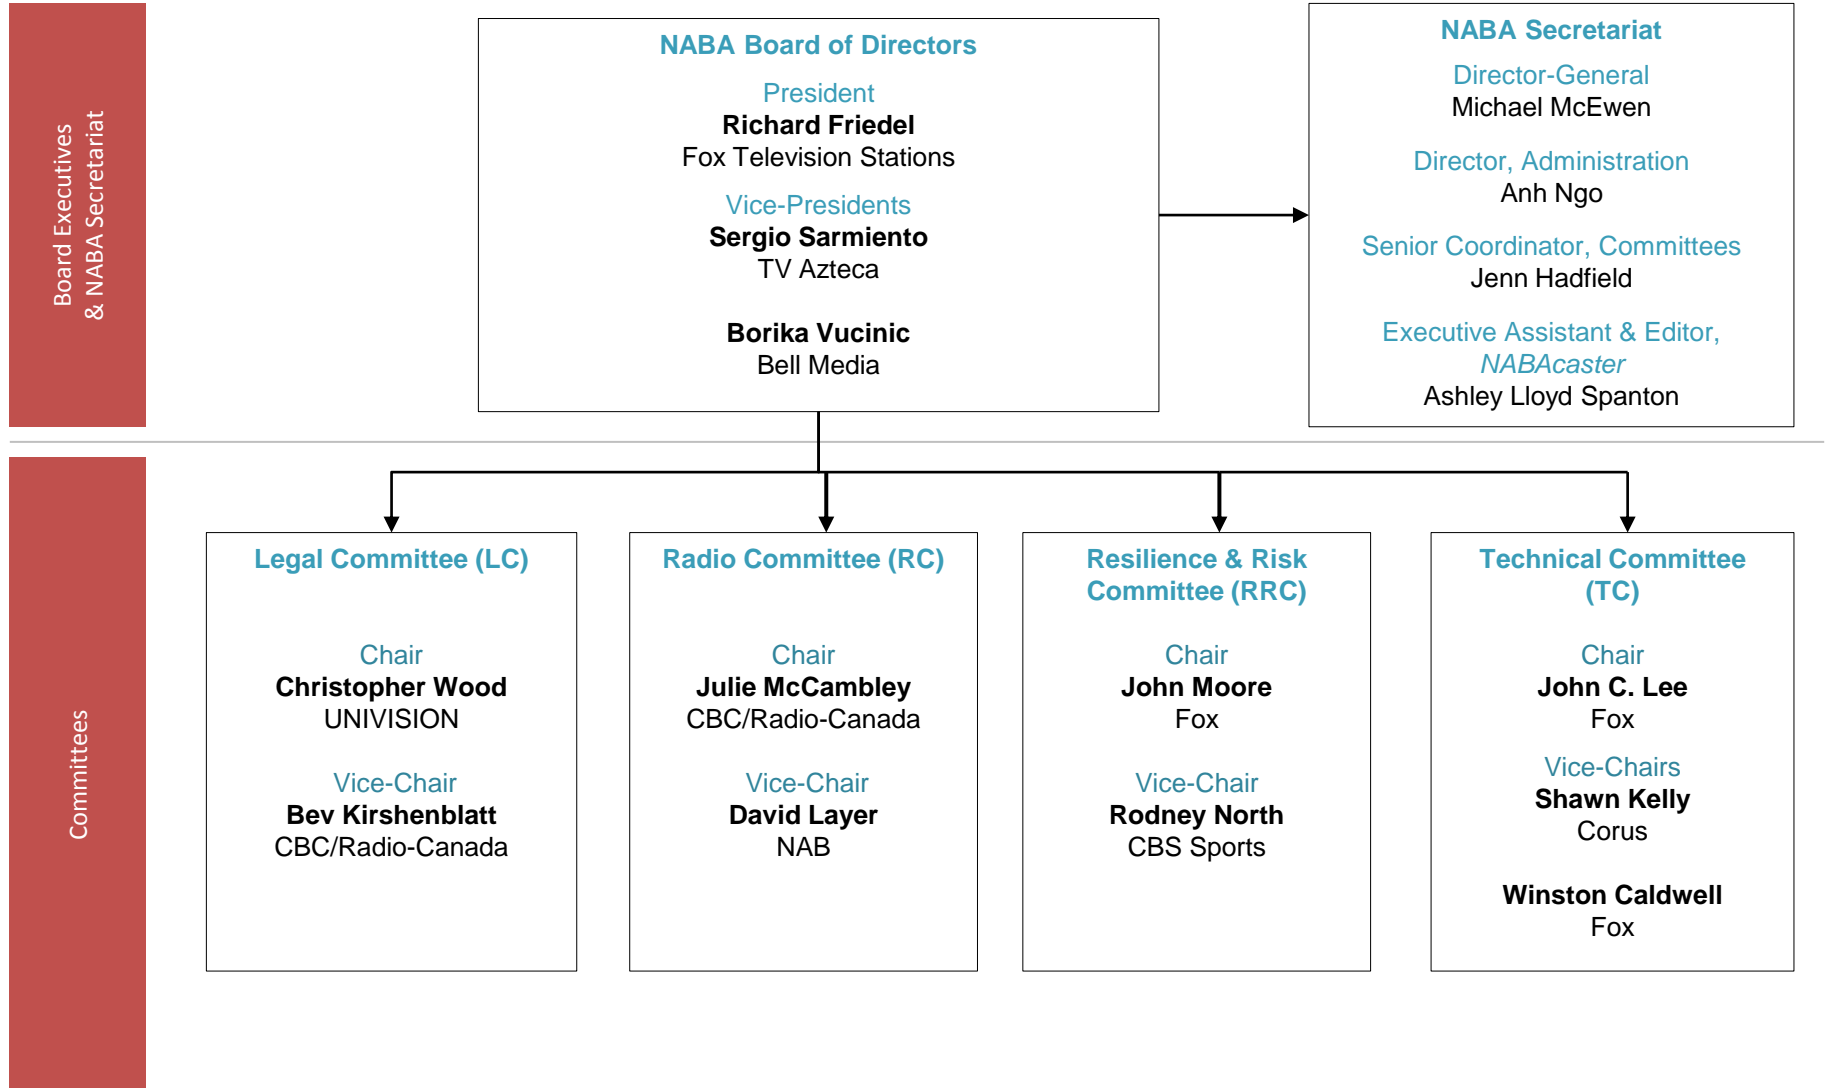 Board Executives
& NABA Secretariat
NABA Board of Directors
President
Richard Friedel
Fox Television Stations
Vice-Presidents
Sergio Sarmiento
TV Azteca
Borika Vucinic
Bell Media
NABA Secretariat
Director-General
Michael McEwen
Director, Administration
Anh Ngo
Senior Coordinator, Committees
Jenn Hadfield
Executive Assistant & Editor,
NABAcaster
Ashley Lloyd Spanton
Committees
Legal Committee (LC)
Chair
Christopher Wood
UNIVISION
Vice-Chair
Bev Kirshenblatt
CBC/Radio-Canada
Radio Committee (RC)
Chair
Julie McCambley
CBC/Radio-Canada
Vice-Chair
David Layer
NAB
Resilience & Risk
Committee (RRC)
Chair
John Moore
Fox
Vice-Chair
Rodney North
CBS Sports
Technical Committee
(TC)
Chair
John C. Lee
Fox
Vice-Chairs
Shawn Kelly
Corus
Winston Caldwell
Fox